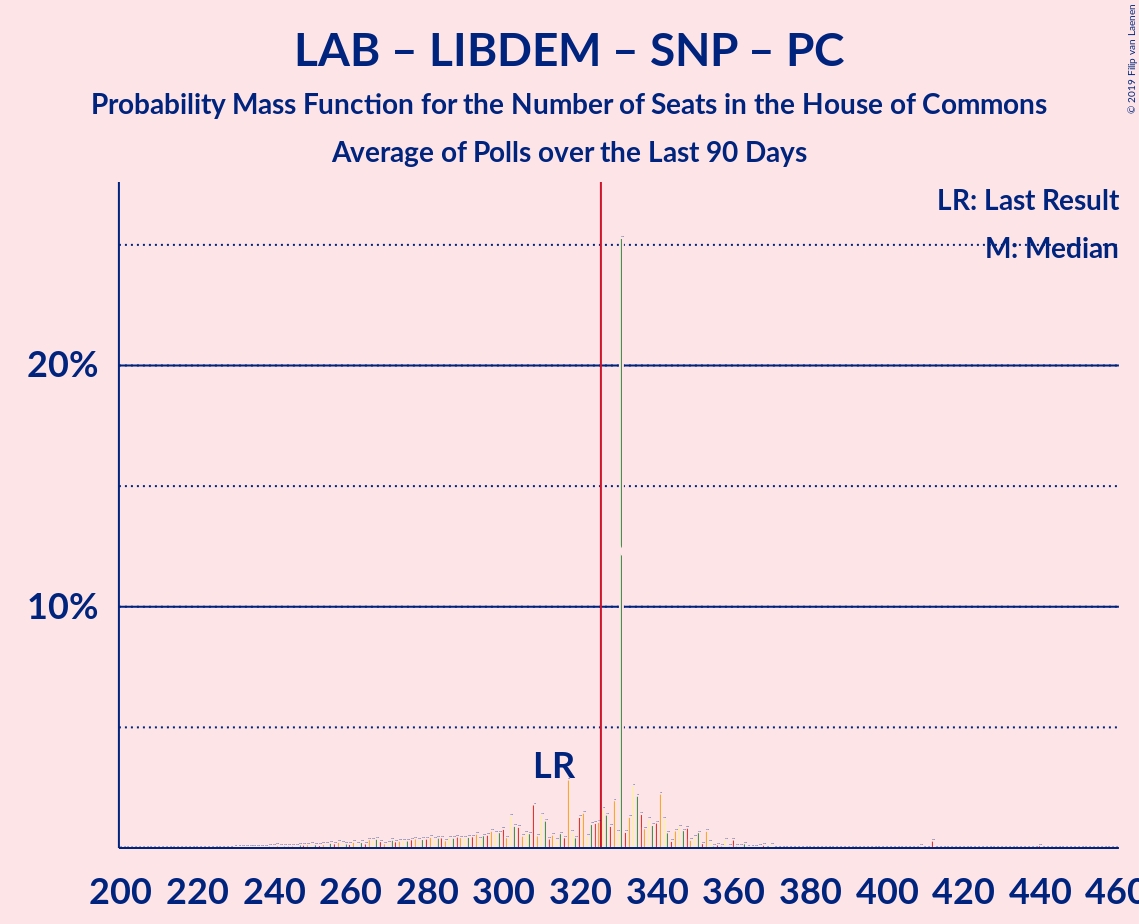 LAB – LIBDEM – SNP – PC
Probability Mass Function for the Number of Seats in the House of Commons
Average of Polls over the Last 90 Days
© 2019 Filip van Laenen
LR: Last Result
M: Median
20%
10%
LR
200 220 240 260 280 300 320 340 360 380 400 420 440 460